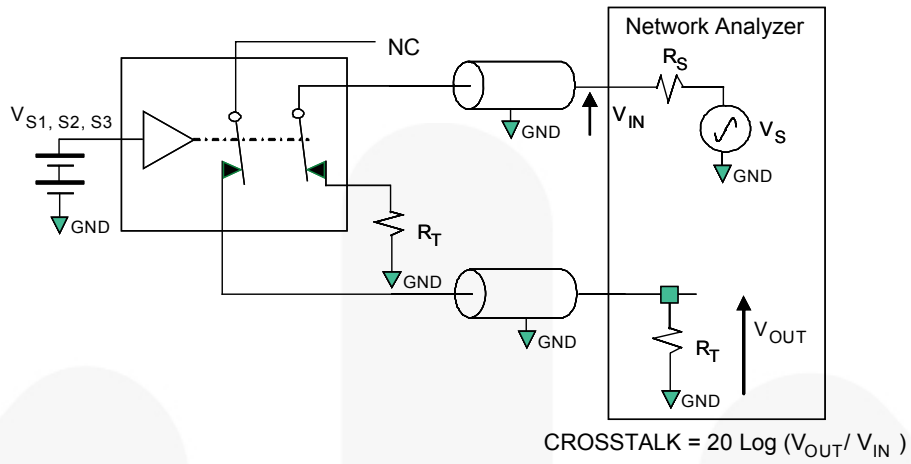 Network Analyzer
NC
R_S
V_S1, S2, S3
V_IN
GND
V_S
GND
GND
R_T
GND
GND
R_T
V_OUT
GND
CROSSTALK = 20 Log (V_OUT/ V_IN )